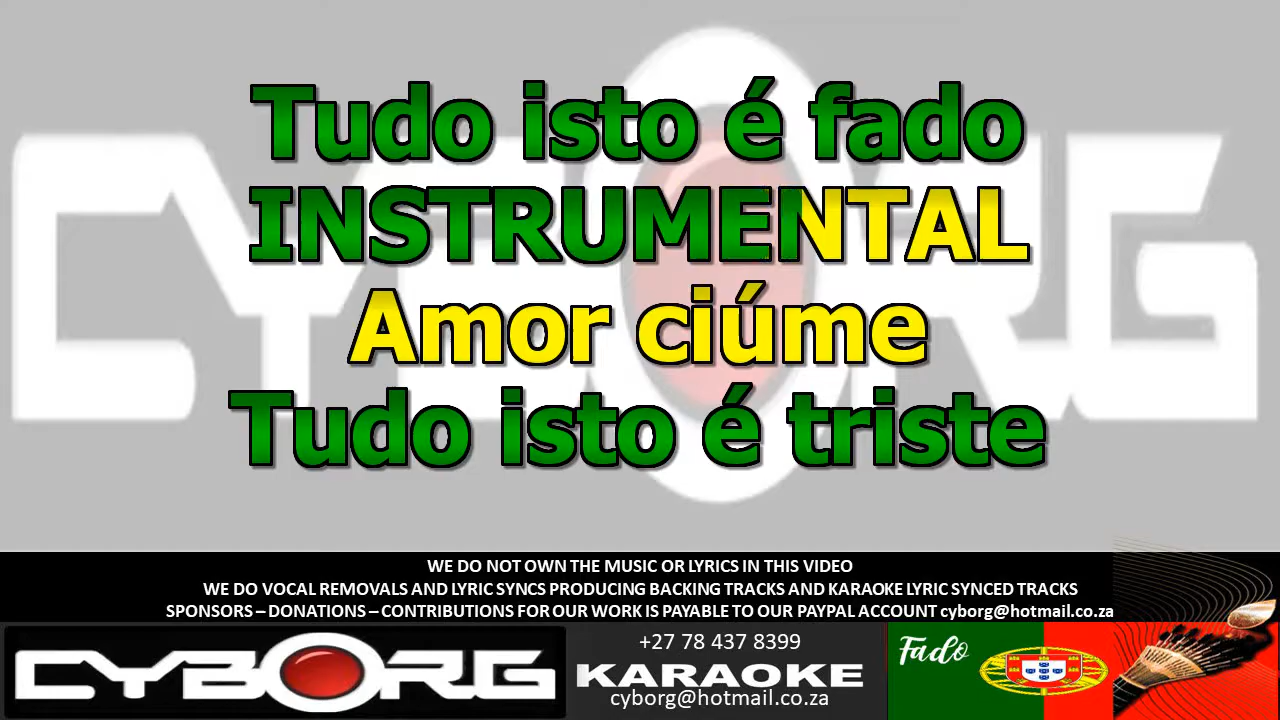 Tudo isto é fado
INSTRUMENTAL
Amor ciúme
Tudo isto é triste
WE DO NOT OWN THE MUSIC OR LYRICS IN THIS VIDEO
WE DO VOCAL REMOVALS AND LYRIC SYNCS PRODUCING BACKING TRACKS AND KARAOKE LYRIC SYNCED TRACKS
SPONSORS – DONATIONS – CONTRIBUTIONS FOR OUR WORK IS PAYABLE TO OUR PAYPAL ACCOUNT cyborg@hotmail.co.za
CYBORG
+27 78 437 8399
KARAOKE
cyborg@hotmail.co.za
Fado